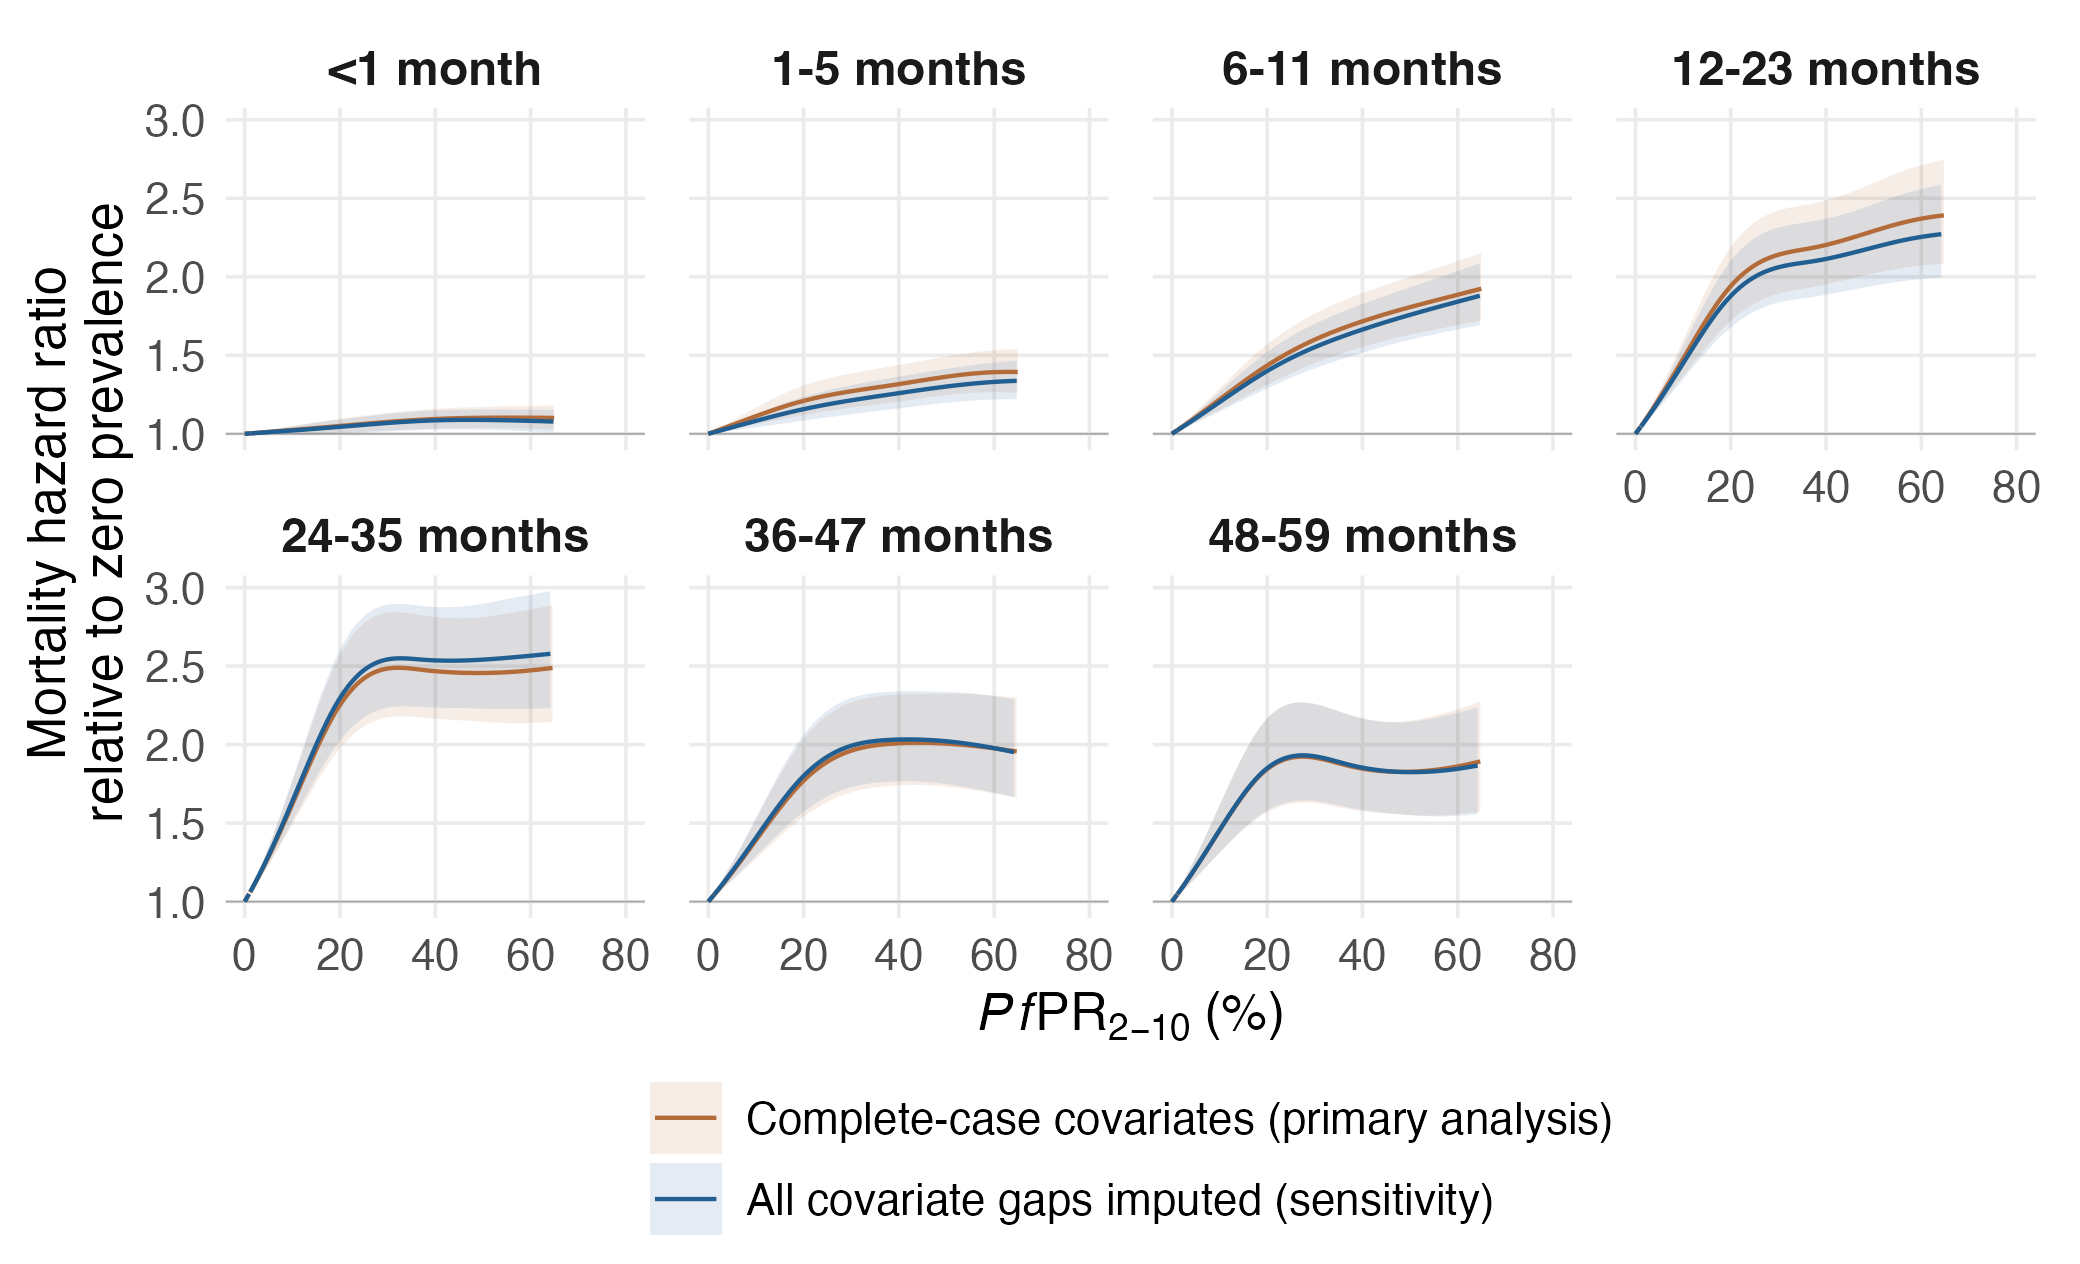 <1 month
1-5 months
6-11 months
12-23 months
3.0
2.5
2.0
1.5
1.0
0 20 40 60 80
Mortality hazard ratio
relative to zero prevalence
24-35 months
36-47 months
48-59 months
3.0
2.5
2.0
1.5
1.0
0 20 40 60 80
0 20 40 60 80
0 20 40 60 80
PfPR2−10 (%)
Complete-case covariates (primary analysis)
All covariate gaps imputed (sensitivity)